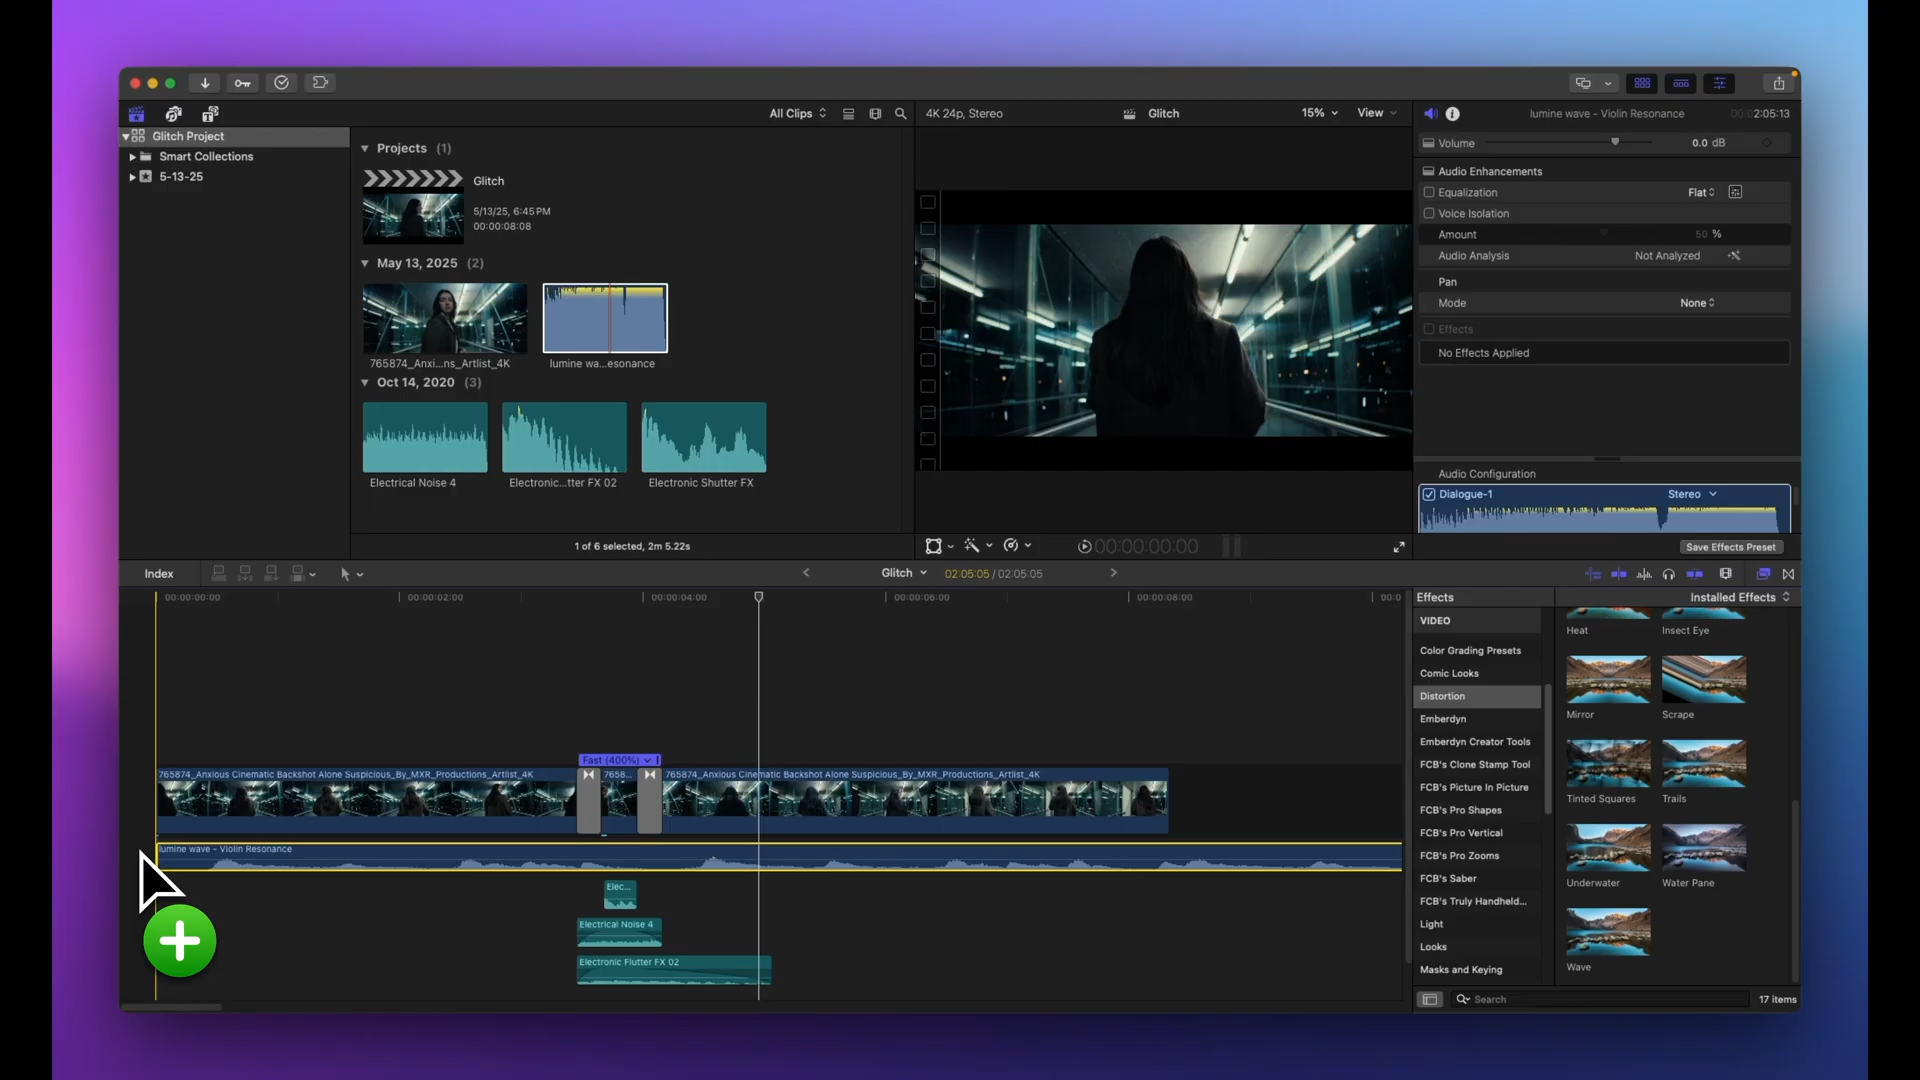 All Clips
4K 24p, Stereo
Glitch
15%
View
lumine wave - Violin Resonance
00:02:05:13
Glitch Project
Smart Collections
5-13-25
Projects (1)
Glitch
5/13/25, 6:45 PM
00:00:08:08
May 13, 2025 (2)
765874_Anxi...ns_Artlist_4K
lumine wa...esonance
Oct 14, 2020 (3)
Electrical Noise 4
Electronic...tter FX 02
Electronic Shutter FX
1 of 6 selected, 2m 5.22s
00:00:00:00
Volume
0.0 dB
Audio Enhancements
Equalization
Flat
Voice Isolation
Amount
50 %
Audio Analysis
Not Analyzed
Pan
Mode
None
Effects
No Effects Applied
Audio Configuration
Dialogue-1
Stereo
Save Effects Preset
Index
Glitch
02:05:05 / 02:05:05
00:00:00:00
00:00:02:00
00:00:04:00
00:00:06:00
00:00:08:00
00:0
Fast (400%)
765874_Anxious Cinematic Backshot Alone Suspicious_By_MXR_Productions_Artlist_4K
7658...
765874_Anxious Cinematic Backshot Alone Suspicious_By_MXR_Productions_Artlist_4K
lumine wave - Violin Resonance
Elec...
Electrical Noise 4
Electronic Flutter FX 02
Effects
Installed Effects
VIDEO
Color Grading Presets
Comic Looks
Distortion
Emberdyn
Emberdyn Creator Tools
FCB's Clone Stamp Tool
FCB's Picture In Picture
FCB's Pro Shapes
FCB's Pro Vertical
FCB's Pro Zooms
FCB's Saber
FCB's Truly Handheld...
Light
Looks
Masks and Keying
Heat
Insect Eye
Mirror
Scrape
Tinted Squares
Trails
Underwater
Water Pane
Wave
Search
17 items